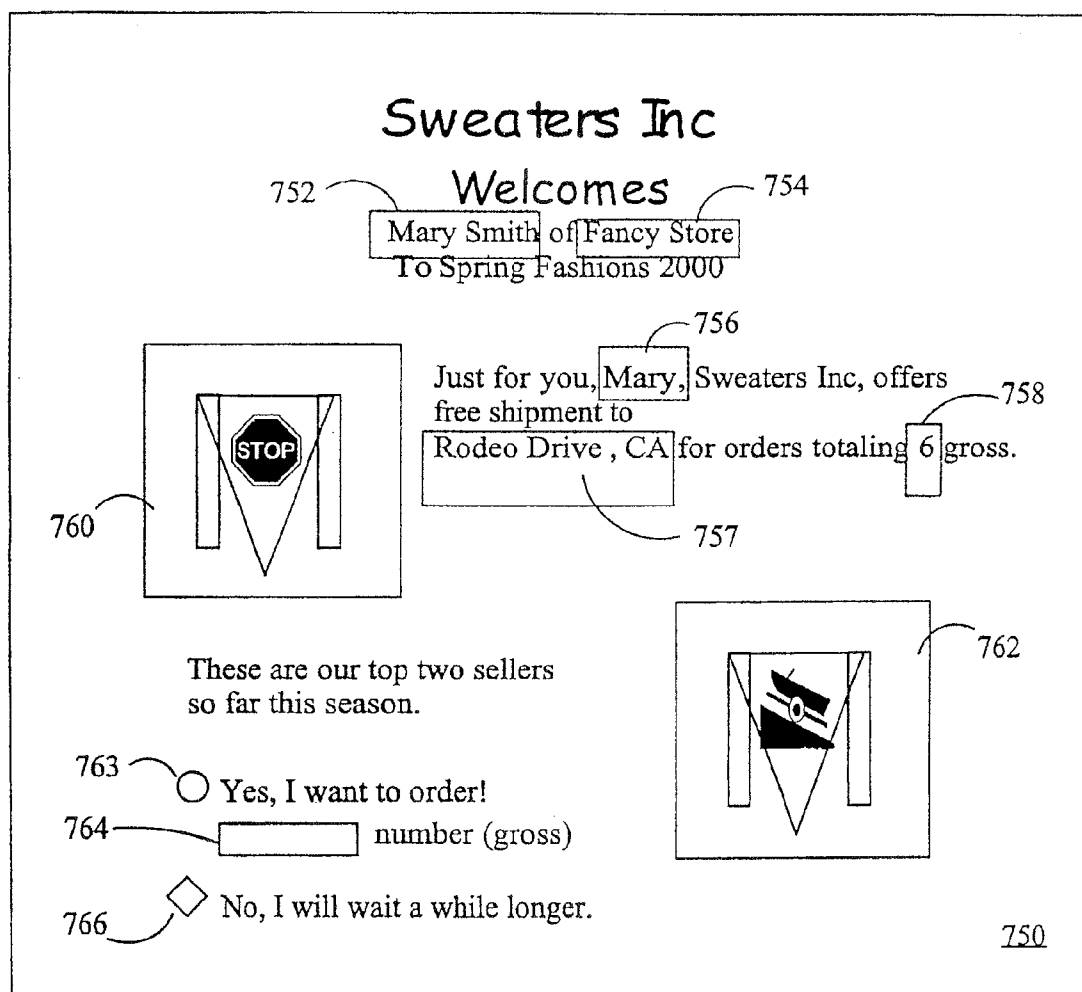 Sweaters Inc
Welcomes
752
754
Mary Smith of Fancy Store
To Spring Fashions 2000
756
Just for you, Mary, Sweaters Inc, offers
free shipment to
758
Rodeo Drive , CA for orders totaling 6 gross.
STOP
760
757
762
These are our top two sellers
so far this season.
763
Yes, I want to order!
764
number (gross)
766
No, I will wait a while longer.
750